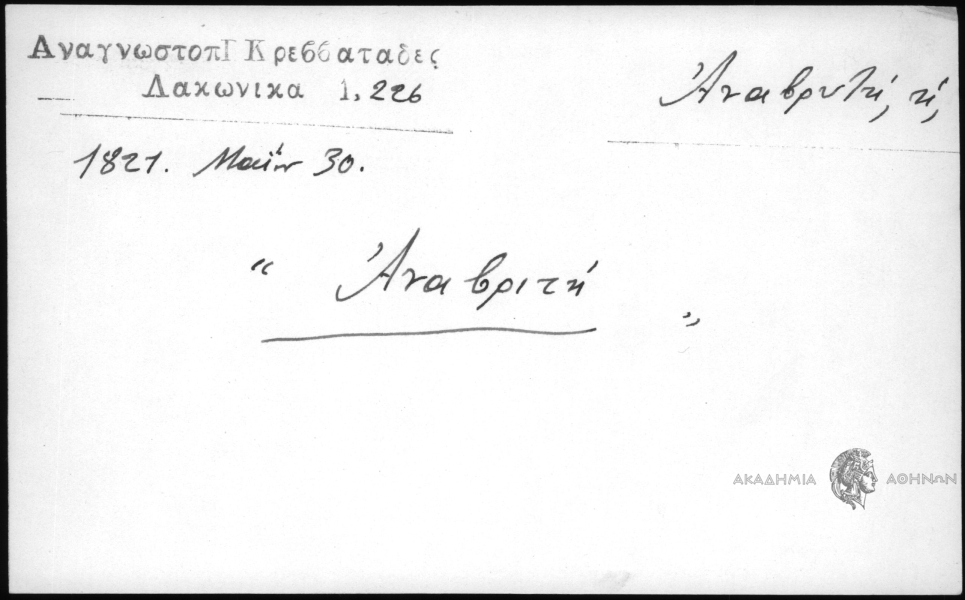 ΑναγνωστοπΓ Κρεββαταδες
Λακωνικα 1, 226
Ἀναβρυτή, ἡ,
1821. Μαΐου 30.
“ Ἀναβριτή ”
ΑΚΑΔΗΜΙΑ ΑΘΗΝΩΝ